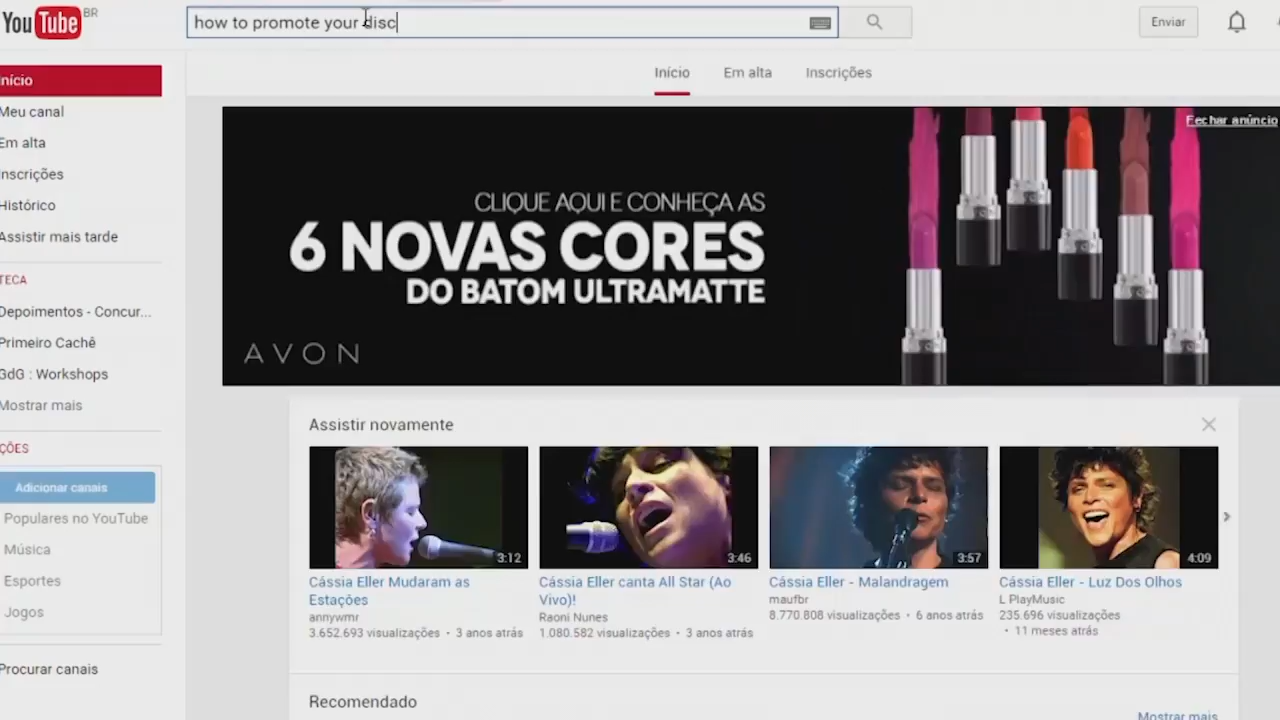 YouTube BR
how to promote your disc
Enviar
Início
Em alta
Inscrições
nício
Meu canal
Em alta
nscrições
Histórico
Assistir mais tarde
TECA
Depoimentos - Concur...
Primeiro Cachê
GdG : Workshops
Mostrar mais
ÇÕES
Adicionar canais
Populares no YouTube
Música
Esportes
Jogos
Procurar canais
Fechar anúncio
CLIQUE AQUI E CONHEÇA AS
6 NOVAS CORES
DO BATOM ULTRAMATTE
AVON
Assistir novamente
3:12
Cássia Eller Mudaram as
Estações
annywmr
3.652.693 visualizações • 3 anos atrás
3:46
Cássia Eller canta All Star (Ao
Vivo)!
Raoni Nunes
1.080.582 visualizações • 3 anos atrás
3:57
Cássia Eller - Malandragem
maufbr
8.770.808 visualizações • 6 anos atrás
4:09
Cássia Eller - Luz Dos Olhos
L PlayMusic
235.696 visualizações
• 11 meses atrás
Recomendado
Mostrar mais